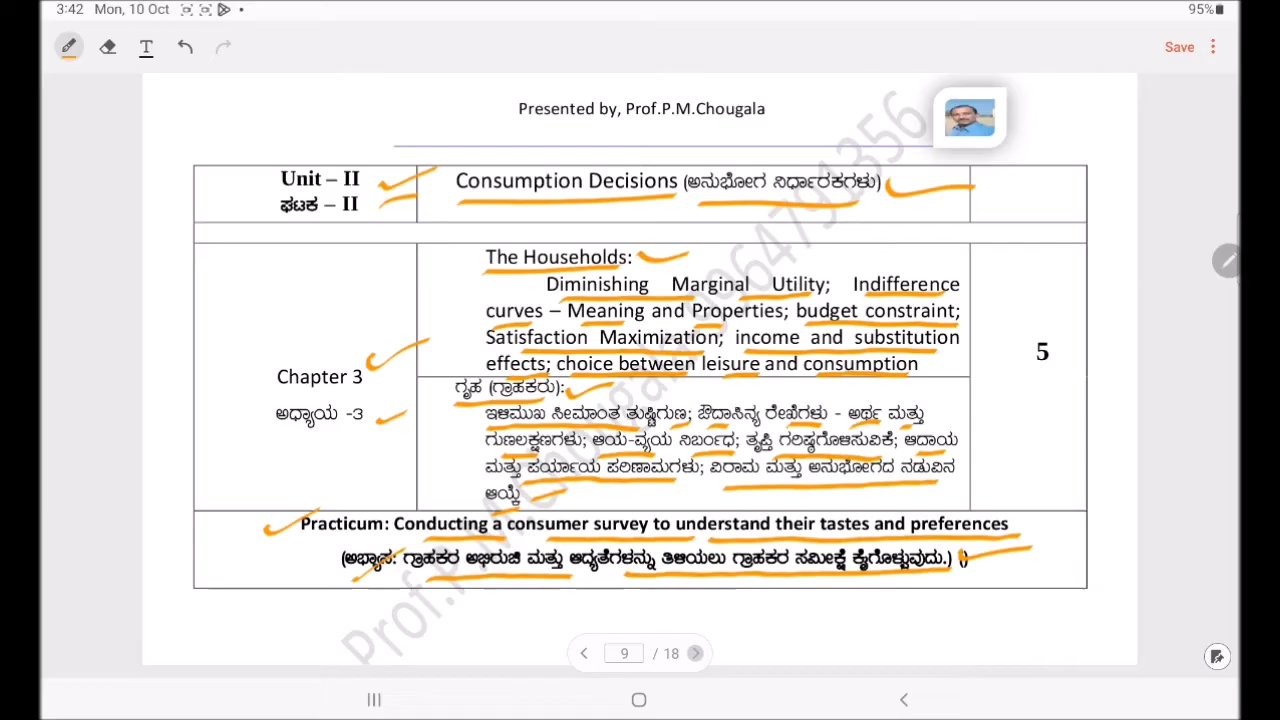 3:42 Mon, 10 Oct
95%
T
Save
Presented by, Prof.P.M.Chougala
Unit – II
ಘಟಕ – II
Consumption Decisions (ಅನುಭೋಗ ನಿರ್ಧಾರಕಗಳು)
The Households:
Diminishing Marginal Utility; Indifference
curves – Meaning and Properties; budget constraint;
Satisfaction Maximization; income and substitution
effects; choice between leisure and consumption
Chapter 3
ಅಧ್ಯಾಯ -3
5
ಗೃಹ (ಗ್ರಾಹಕರು):
ಇಳಿಮುಖ ಸೀಮಾಂತ ತುಷ್ಟಿಗುಣ; ಔದಾಸಿನ್ಯ ರೇಖೆಗಳು - ಅರ್ಥ ಮತ್ತು
ಗುಣಲಕ್ಷಣಗಳು; ಆಯ-ವ್ಯಯ ನಿರ್ಬಂಧ; ತೃಪ್ತಿ ಗರಿಷ್ಠಗೊಳಿಸುವಿಕೆ; ಆದಾಯ
ಮತ್ತು ಪರ್ಯಾಯ ಪರಿಣಾಮಗಳು; ವಿರಾಮ ಮತ್ತು ಅನುಭೋಗದ ನಡುವಿನ
ಆಯ್ಕೆ
Practicum: Conducting a consumer survey to understand their tastes and preferences
(ಅಭ್ಯಾಸ: ಗ್ರಾಹಕರ ಅಭಿರುಚಿ ಮತ್ತು ಆದ್ಯತೆಗಳನ್ನು ತಿಳಿಯಲು ಗ್ರಾಹಕರ ಸಮೀಕ್ಷೆ ಕೈಗೊಳ್ಳುವುದು.) ()
Prof.P.M.Chougala 9964791356
9 / 18